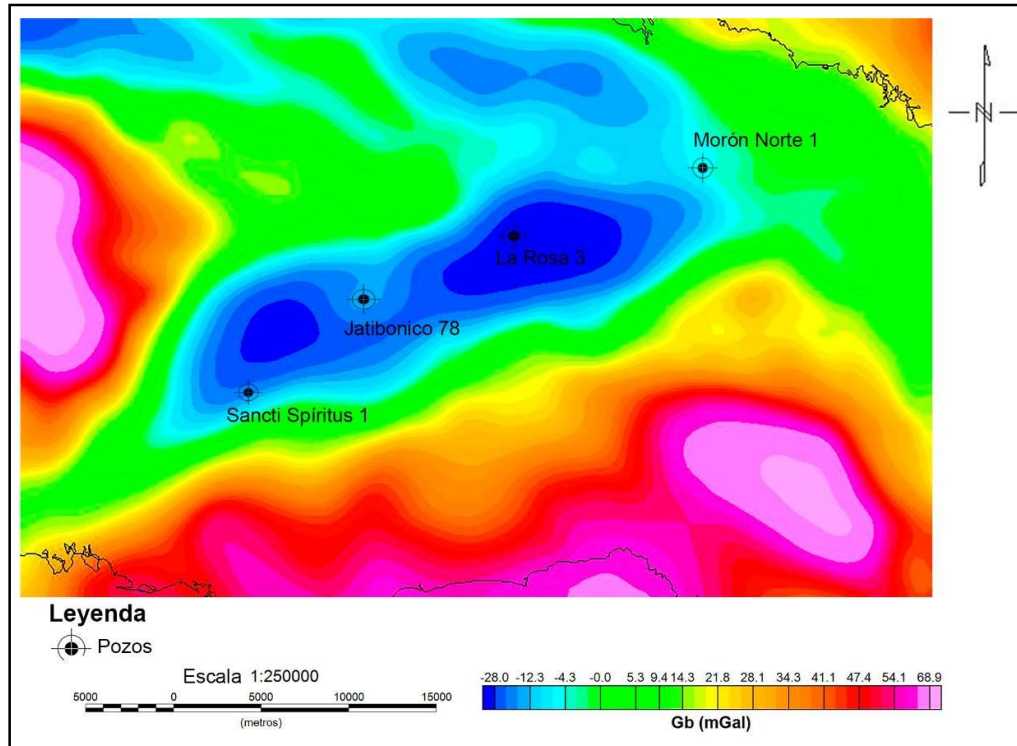 N
Morón Norte 1
La Rosa 3
Jatibonico 78
Sancti Spíritus 1
Leyenda
Pozos
Escala 1:250000
5000 0 5000 10000 15000
(metros)
-28.0 -12.3 -4.3 -0.0 5.3 9.4 14.3 21.8 28.1 34.3 41.1 47.4 54.1 68.9
Gb (mGal)